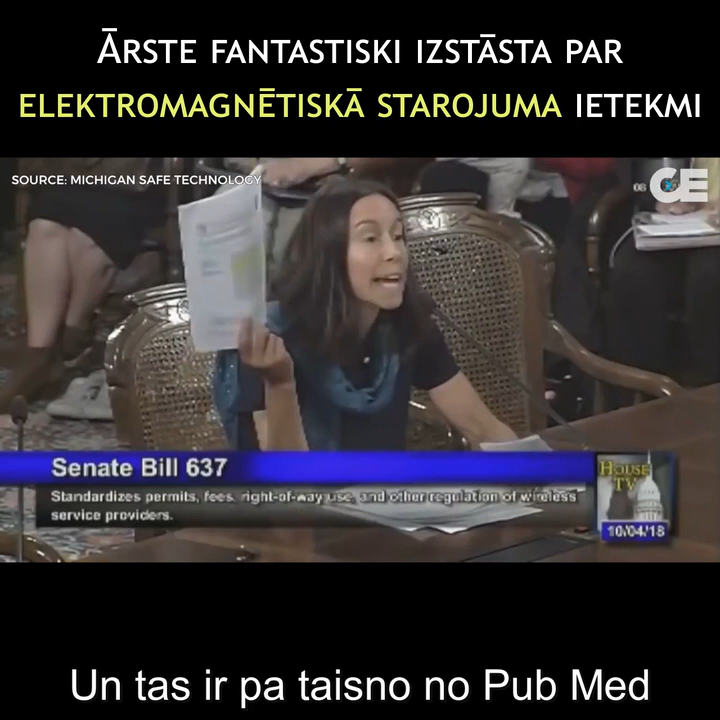 ĀRSTE FANTASTISKI IZSTĀSTA PAR
ELEKTROMAGNĒTISKĀ STAROJUMA IETEKMI
SOURCE: MICHIGAN SAFE TECHNOLOGY
CE
Senate Bill 637
Standardizes permits, fees, right-of-way use, and other regulation of wireless
service providers.
HOUSE
TV
10/04/18
Un tas ir pa taisno no Pub Med